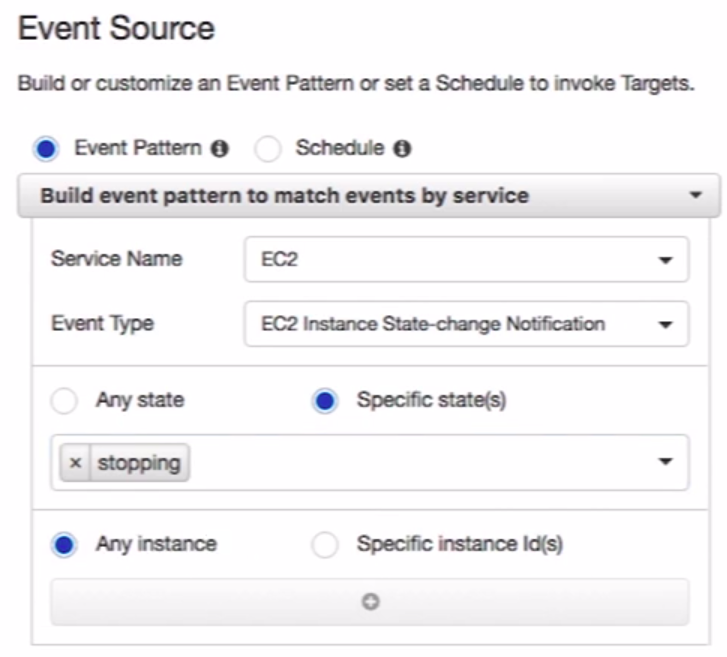 Event Source
Build or customize an Event Pattern or set a Schedule to invoke Targets.
Event Pattern Schedule
Build event pattern to match events by service
Service Name EC2
Event Type EC2 Instance State-change Notification
Any state Specific state(s)
× stopping
Any instance Specific instance Id(s)